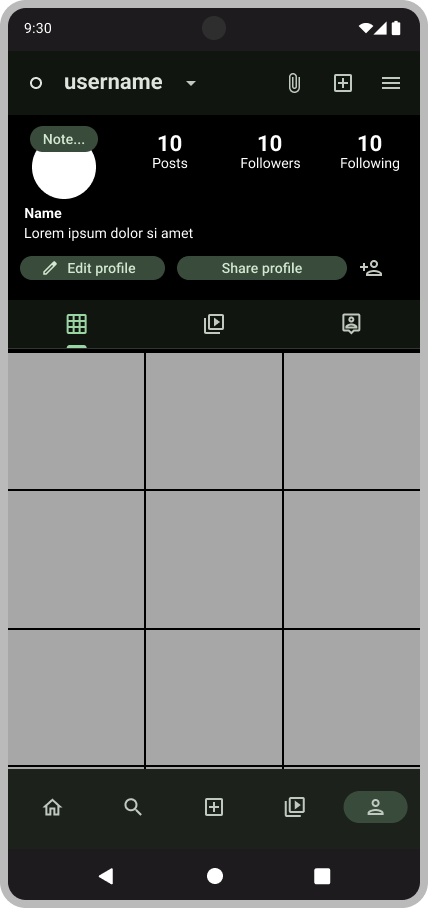 9:30
username
Note...
10 10 10
Posts Followers Following
Name
Lorem ipsum dolor si amet
Edit profile Share profile